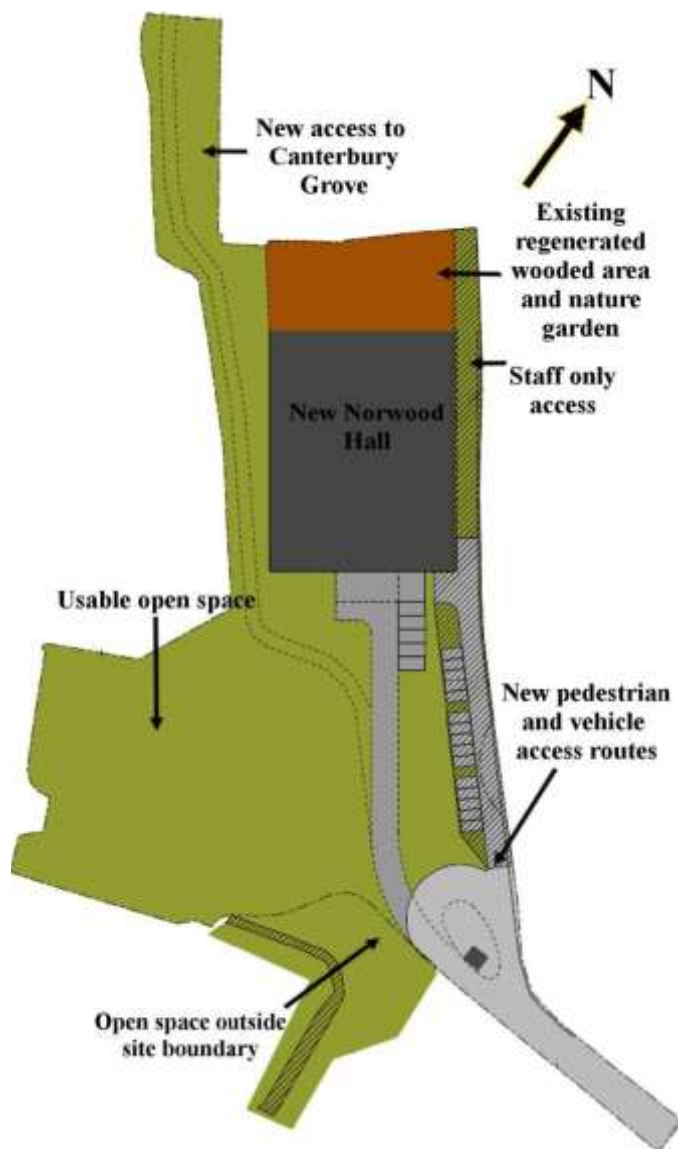 N
New access to
Canterbury
Grove
Existing
regenerated
wooded area
and nature
garden
Staff only
access
New Norwood
Hall
Usable open space
New pedestrian
and vehicle
access routes
Open space outside
site boundary